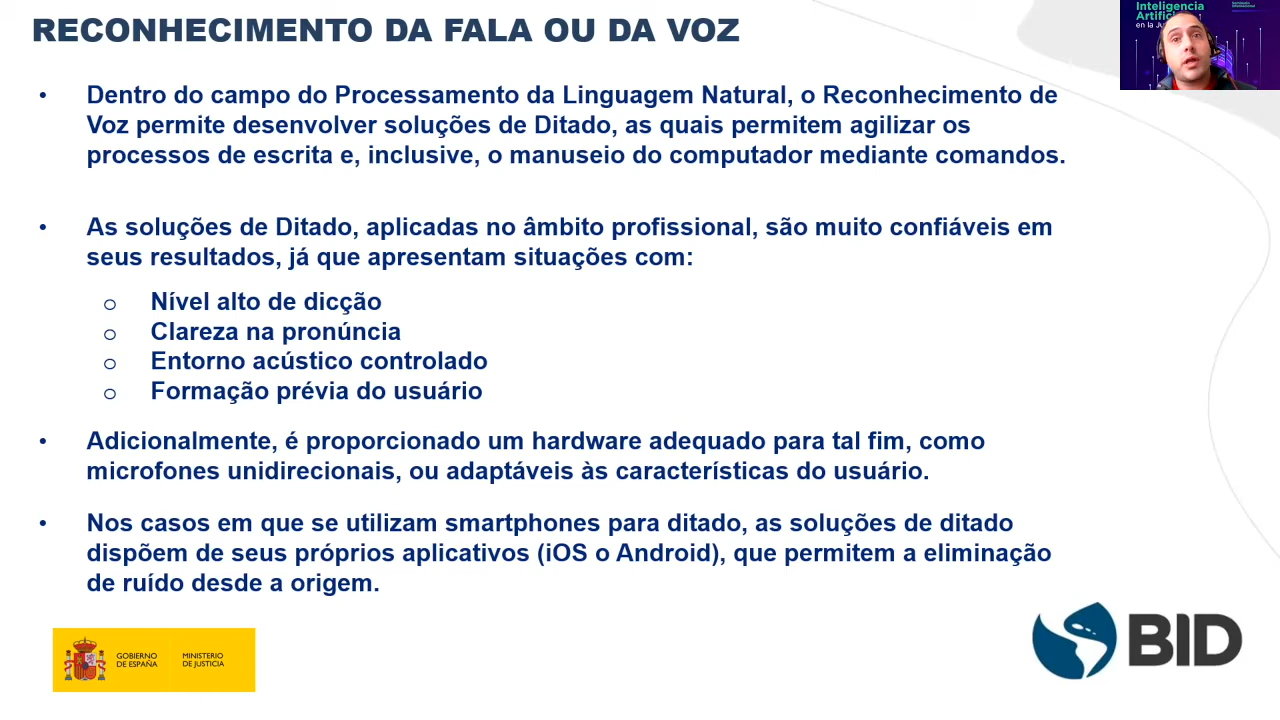 RECONHECIMENTO DA FALA OU DA VOZ
Inteligencia
Artific
en la Ju
• Dentro do campo do Processamento da Linguagem Natural, o Reconhecimento de
Voz permite desenvolver soluções de Ditado, as quais permitem agilizar os
processos de escrita e, inclusive, o manuseio do computador mediante comandos.
• As soluções de Ditado, aplicadas no âmbito profissional, são muito confiáveis em
seus resultados, já que apresentam situações com:
o Nível alto de dicção
o Clareza na pronúncia
o Entorno acústico controlado
o Formação prévia do usuário
• Adicionalmente, é proporcionado um hardware adequado para tal fim, como
microfones unidirecionais, ou adaptáveis às características do usuário.
• Nos casos em que se utilizam smartphones para ditado, as soluções de ditado
dispõem de seus próprios aplicativos (iOS o Android), que permitem a eliminação
de ruído desde a origem.
GOBIERNO
DE ESPAÑA
MINISTERIO
DE JUSTICIA
BID